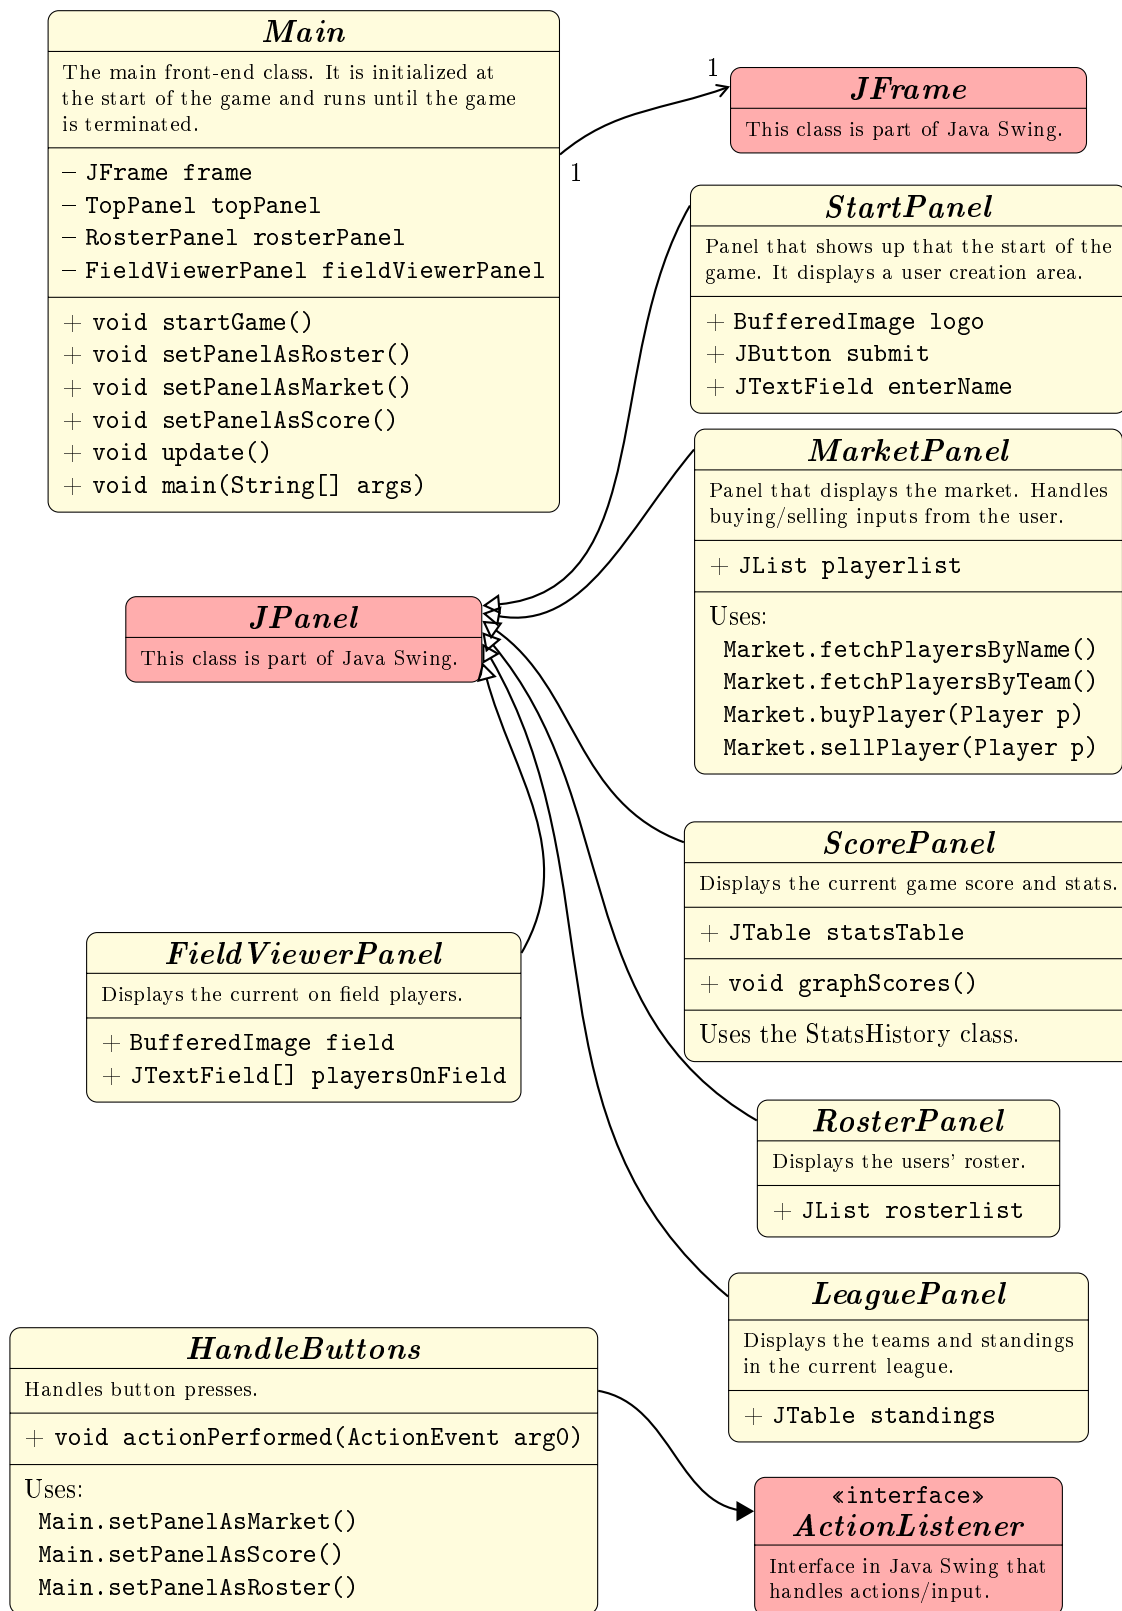 Main
The main front-end class. It is initialized at
the start of the game and runs until the game
is terminated.
− JFrame frame
− TopPanel topPanel
− RosterPanel rosterPanel
− FieldViewerPanel fieldViewerPanel
+ void startGame()
+ void setPanelAsRoster()
+ void setPanelAsMarket()
+ void setPanelAsScore()
+ void update()
+ void main(String[] args)
1
1
JFrame
This class is part of Java Swing.
StartPanel
Panel that shows up that the start of the
game. It displays a user creation area.
+ BufferedImage logo
+ JButton submit
+ JTextField enterName
MarketPanel
Panel that displays the market. Handles
buying/selling inputs from the user.
+ JList playerlist
Uses:
Market.fetchPlayersByName()
Market.fetchPlayersByTeam()
Market.buyPlayer(Player p)
Market.sellPlayer(Player p)
JPanel
This class is part of Java Swing.
ScorePanel
Displays the current game score and stats.
+ JTable statsTable
+ void graphScores()
Uses the StatsHistory class.
FieldViewerPanel
Displays the current on field players.
+ BufferedImage field
+ JTextField[] playersOnField
RosterPanel
Displays the users' roster.
+ JList rosterlist
LeaguePanel
Displays the teams and standings
in the current league.
+ JTable standings
HandleButtons
Handles button presses.
+ void actionPerformed(ActionEvent arg0)
Uses:
Main.setPanelAsMarket()
Main.setPanelAsScore()
Main.setPanelAsRoster()
«interface»
ActionListener
Interface in Java Swing that
handles actions/input.